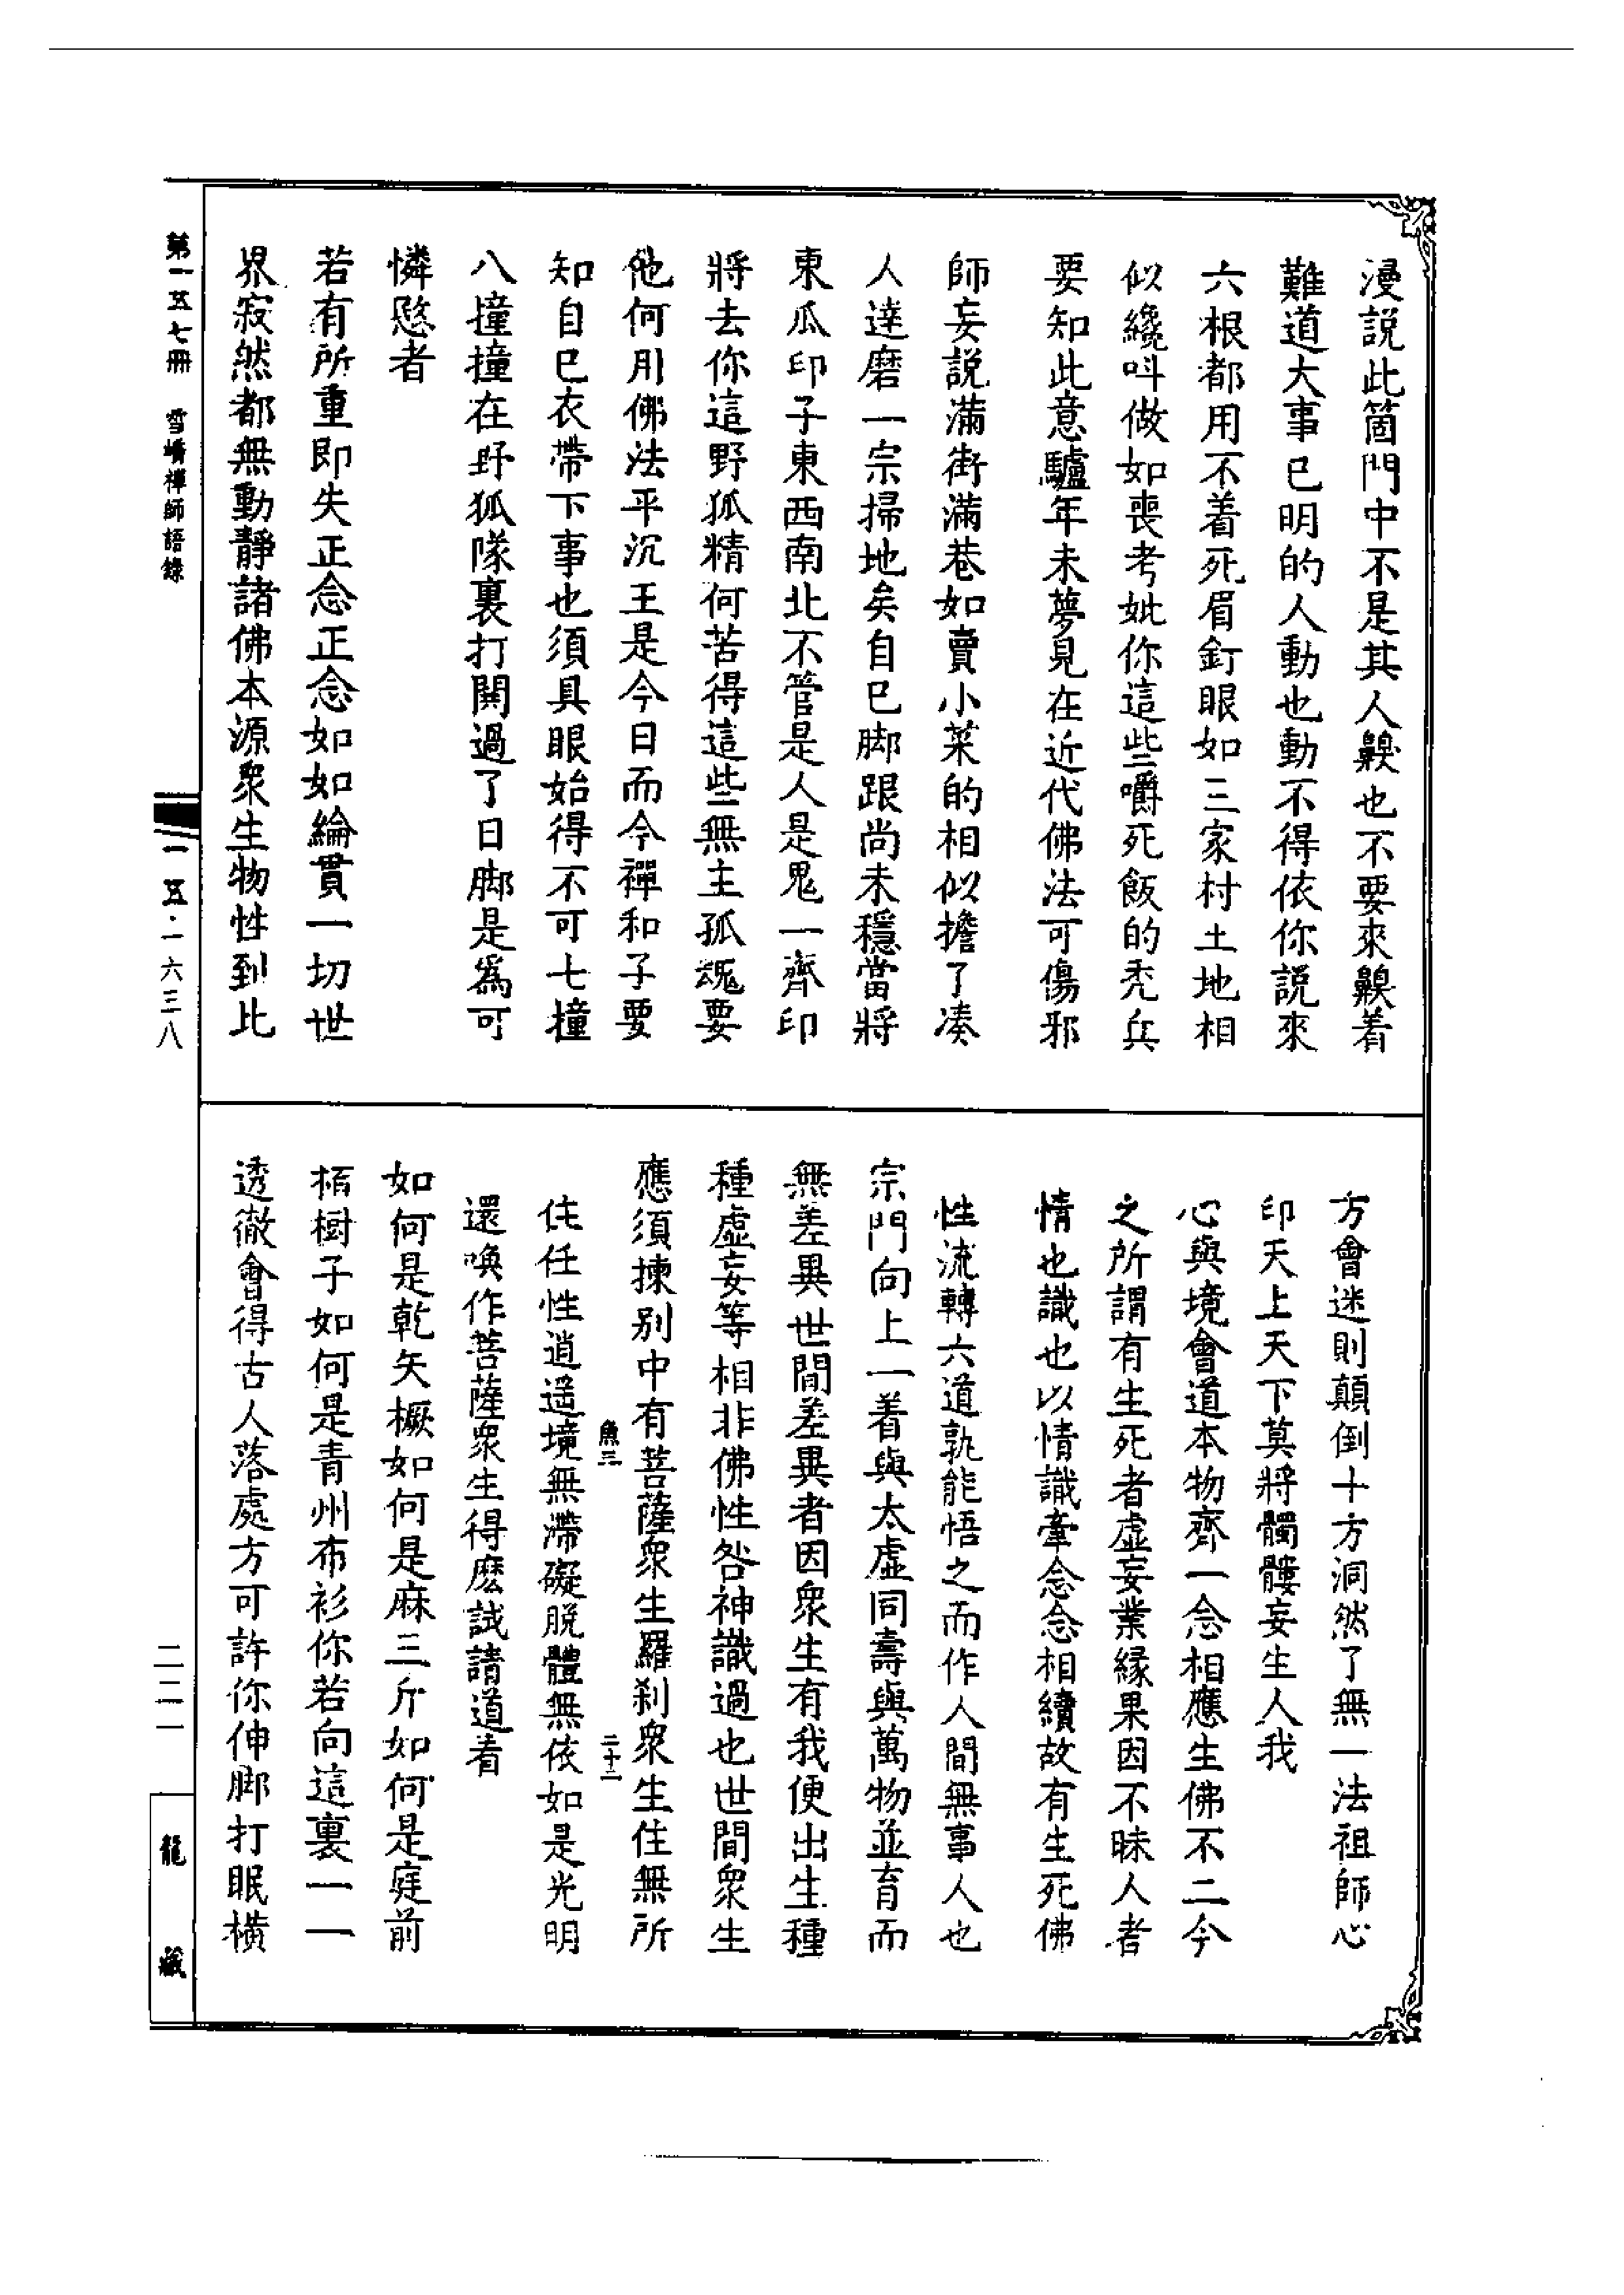 漫説此箇門中不是其人齅也不要來齅着
難道大事已明的人動也動不得依你説來
六根都用不着死眉釘眼如三家村土地相
似纔呌做如喪考妣你這些嚼死飯的禿兵
要知此意驢年未夢見在近代佛法可傷邪
師妄説滿街滿巷如賣小菜的相似擔了凑
人達磨一宗掃地矣自已脚跟尚未穩當將
東瓜印子東西南北不管是人是鬼一齊印
將去你這野狐精何苦得這些無主孤魂要
他何用佛法平沉王是今日而今禪和子要
知自已衣帶下事也須具眼始得不可七撞
八撞撞在野狐隊裏打閧過了日脚是爲可
憐愍者
若有所重即失正念正念如如綸貫一切世
界寂然都無動靜諸佛本源衆生物性到此
方會迷則顛倒十方洞然了無一法祖師心
印天上天下莫將髑髏妄生人我
心與境會道本物齊一念相應生佛不二今
之所謂有生死者虛妄業緣果因不昧人者
情也識也以情識牽念念相續故有生死佛
性流轉六道孰能悟之而作人間無事人也
宗門向上一着與太虛同壽與萬物並育而
無差異世間差異者因衆生有我便出生種
種虛妄等相非佛性咎神識過也世間衆生
應須揀别中有菩薩衆生羅刹衆生住無所
住任性逍遥境無滯礙脱體無依如是光明
還喚作菩薩衆生得麽試請道看
如何是乾矢橛如何是麻三斤如何是庭前
栢樹子如何是青州布衫你若向這裏一一
透徹會得古人落處方可許你伸脚打眠橫
魚三
二十二
第一五七冊 雪嶠禪師語錄
一五·一六三八
二二一
龍藏